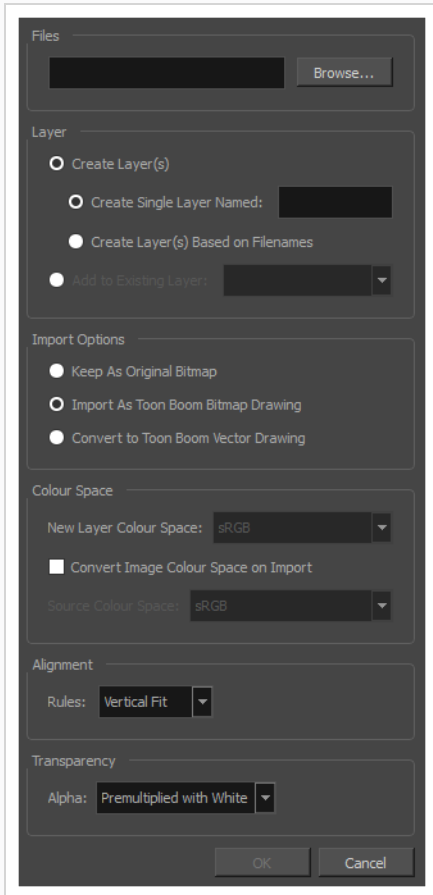 Files
Browse...
Layer
Create Layer(s)
Create Single Layer Named:
Create Layer(s) Based on Filenames
Add to Existing Layer:
Import Options
Keep As Original Bitmap
Import As Toon Boom Bitmap Drawing
Convert to Toon Boom Vector Drawing
Colour Space
New Layer Colour Space: sRGB
Convert Image Colour Space on Import
Source Colour Space: sRGB
Alignment
Rules: Vertical Fit
Transparency
Alpha: Premultiplied with White
OK Cancel